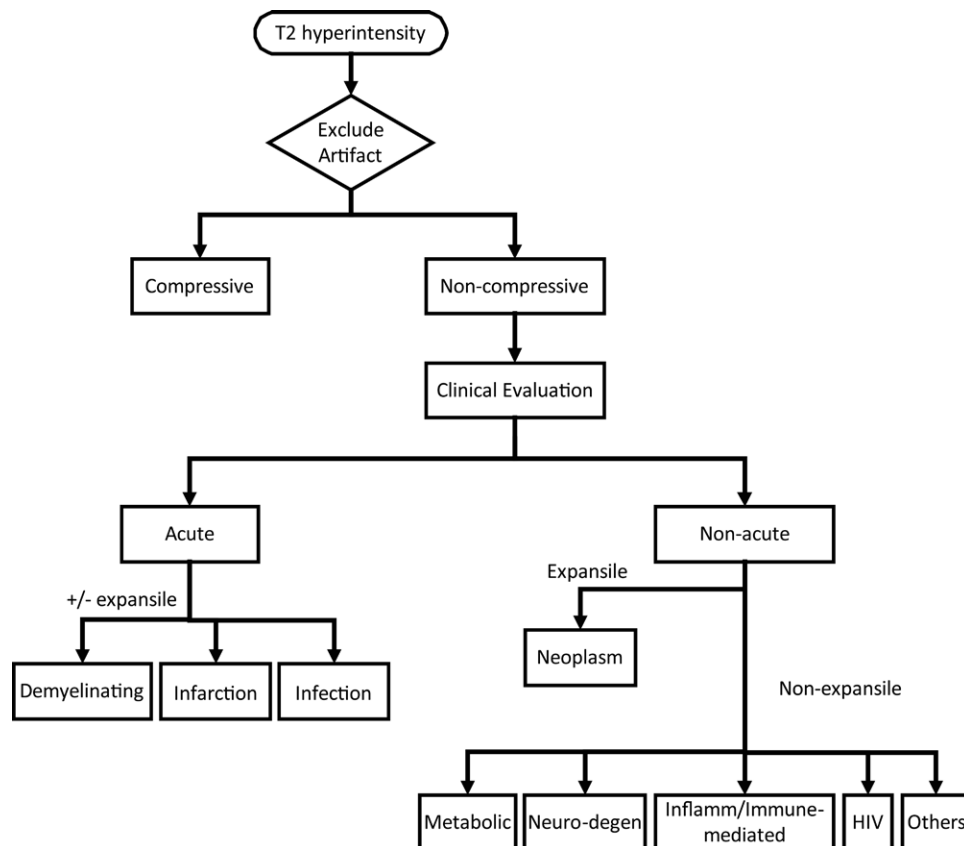 T2 hyperintensity
Exclude
Artifact
Compressive
Non-compressive
Clinical Evaluation
Acute
Non-acute
+/- expansile
Expansile
Demyelinating
Infarction
Infection
Neoplasm
Non-expansile
Metabolic
Neuro-degen
Inflamm/Immune-
mediated
HIV
Others